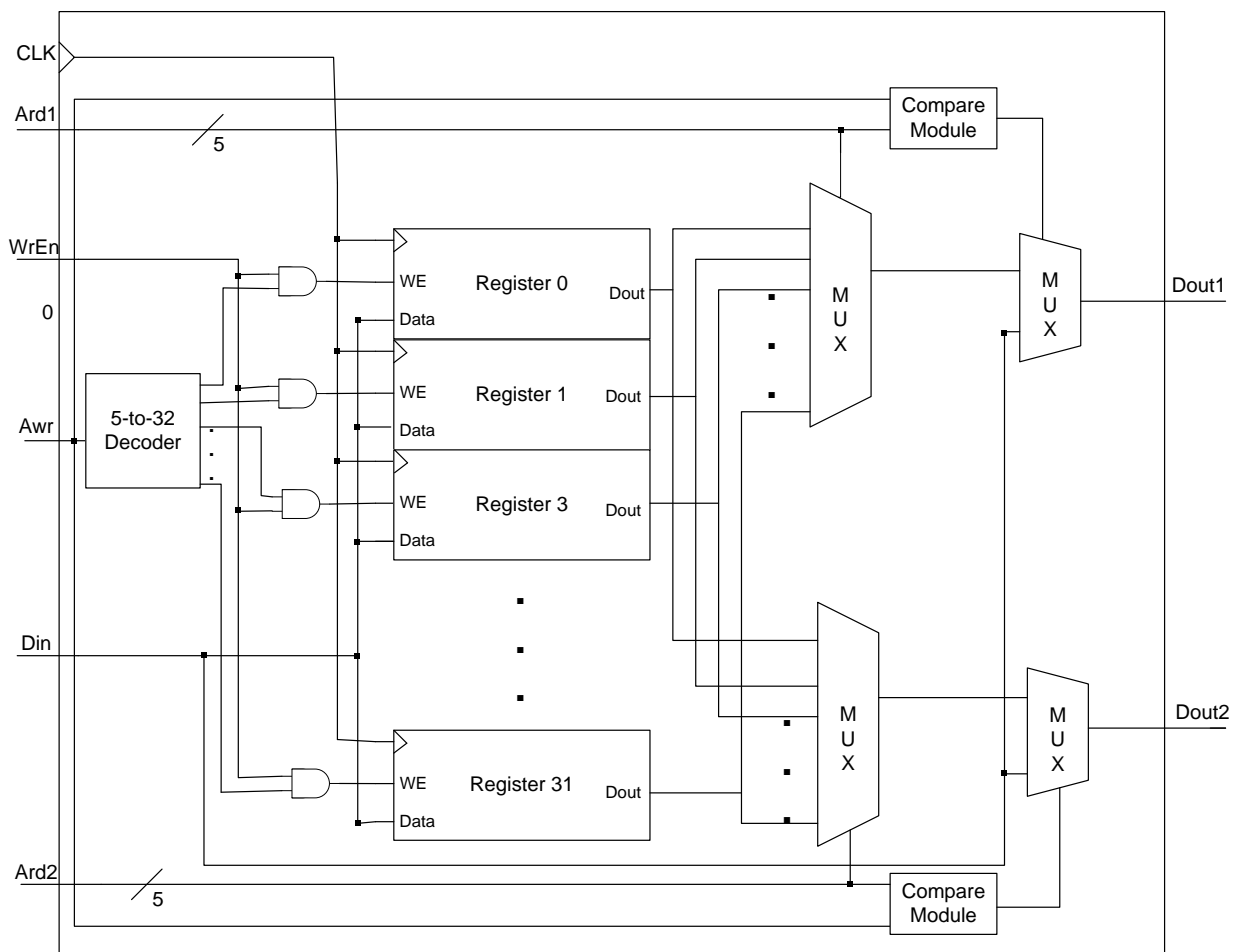 CLK
Ard1
5
Compare
Module
WrEn
0
WE
Register 0
Dout
Data
M
U
X
M
U
X
Dout1
5-to-32
Decoder
Awr
WE
Register 1
Dout
Data
WE
Register 3
Dout
Data
Din
M
U
X
M
U
X
Dout2
WE
Register 31
Dout
Data
Ard2
5
Compare
Module